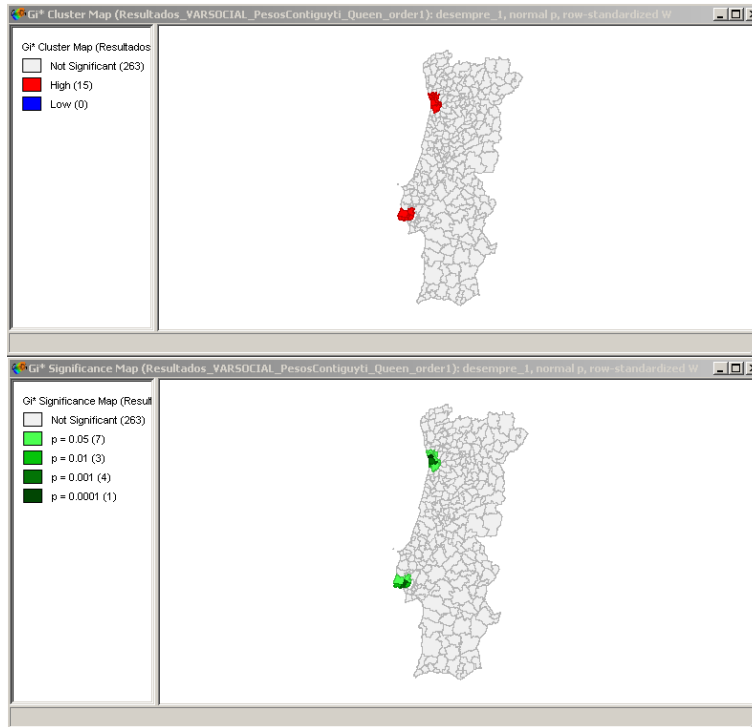 Gi* Cluster Map (Resultados_VARSOCIAL_PesosContiguyti_Queen_order1): desempre_1, normal p, row-standardized W
Gi* Cluster Map (Resultados
Not Significant (263)
High (15)
Low (0)
Gi* Significance Map (Resultados_VARSOCIAL_PesosContiguyti_Queen_order1): desempre_1, normal p, row-standardized W
Gi* Significance Map (Result
Not Significant (263)
p = 0.05 (7)
p = 0.01 (3)
p = 0.001 (4)
p = 0.0001 (1)